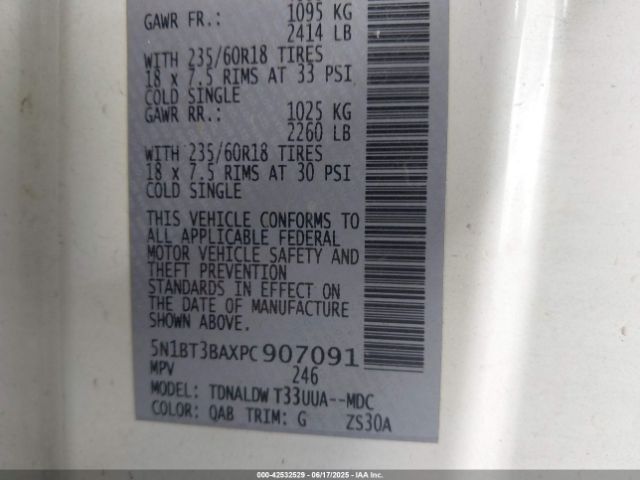 GAWR FR.: 1095 KG
2414 LB
WITH 235/60R18 TIRES
18 x 7.5 RIMS AT 33 PSI
COLD SINGLE
GAWR RR.: 1025 KG
2260 LB
WITH 235/60R18 TIRES
18 x 7.5 RIMS AT 30 PSI
COLD SINGLE
THIS VEHICLE CONFORMS TO
ALL APPLICABLE FEDERAL
MOTOR VEHICLE SAFETY AND
THEFT PREVENTION
STANDARDS IN EFFECT ON
THE DATE OF MANUFACTURE
SHOWN ABOVE.
5N1BT3BAXPC907091
MPV 246
MODEL: TDNALDW T33UUA--MDC
COLOR: QAB TRIM: G ZS30A
000-42532529 - 06/17/2025 - IAAI.CA